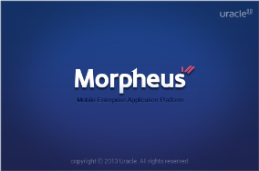 uracle
Morpheus
Mobile Enterprise Application Platform
copyright ⓒ 2013 Uracle. All rights reserved.